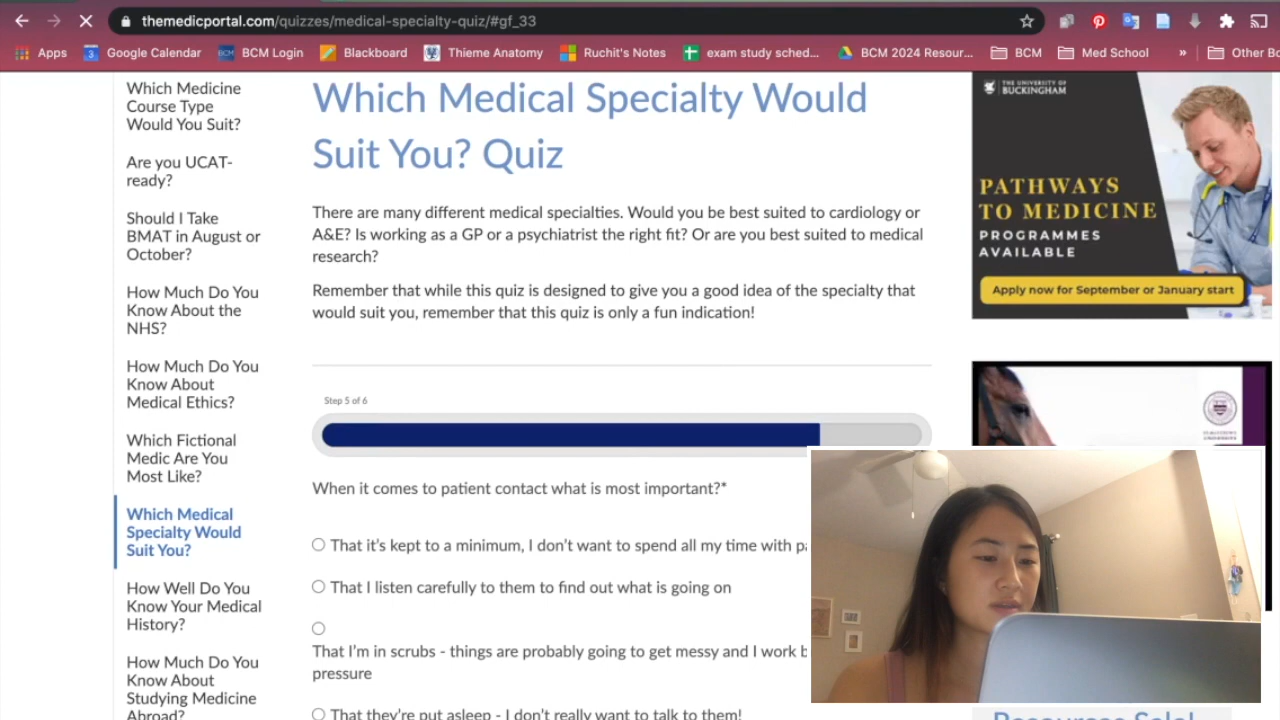 themedicportal.com/quizzes/medical-specialty-quiz/#gf_33
Apps
Google Calendar
BCM Login
Blackboard
Thieme Anatomy
Ruchit's Notes
exam study sched...
BCM 2024 Resour...
BCM
Med School
»
Other Bo
Which Medicine
Course Type
Would You Suit?
Are you UCAT-
ready?
Should I Take
BMAT in August or
October?
How Much Do You
Know About the
NHS?
How Much Do You
Know About
Medical Ethics?
Which Fictional
Medic Are You
Most Like?
Which Medical
Specialty Would
Suit You?
How Well Do You
Know Your Medical
History?
How Much Do You
Know About
Studying Medicine
Abroad?
Which Medical Specialty Would
Suit You? Quiz
There are many different medical specialties. Would you be best suited to cardiology or
A&E? Is working as a GP or a psychiatrist the right fit? Or are you best suited to medical
research?
Remember that while this quiz is designed to give you a good idea of the specialty that
would suit you, remember that this quiz is only a fun indication!
Step 5 of 6
When it comes to patient contact what is most important?*
That it's kept to a minimum, I don't want to spend all my time with pa
That I listen carefully to them to find out what is going on
That I'm in scrubs - things are probably going to get messy and I work b
pressure
That they're put asleep - I don't really want to talk to them!
THE UNIVERSITY OF
BUCKINGHAM
PATHWAYS
TO MEDICINE
PROGRAMMES
AVAILABLE
Apply now for September or January start